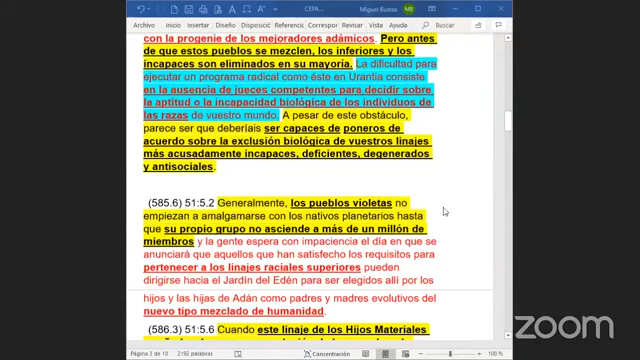 CEPA...
Miguel Bustos
MB
Archivo
Inicio
Insertar
Dibujar
Diseño
Disposició
Referencia
Correspor
Revisar
Vista
Ayuda
Buscar
con la progenie de los mejoradores adámicos. Pero antes
de que estos pueblos se mezclen, los inferiores y los
incapaces son eliminados en su mayoría. La dificultad para
ejecutar un programa radical como éste en Urantia consiste
en la ausencia de jueces competentes para decidir sobre
la aptitud o la incapacidad biológica de los individuos de
las razas de vuestro mundo. A pesar de este obstáculo,
parece ser que deberíais ser capaces de poneros de
acuerdo sobre la exclusión biológica de vuestros linajes
más acusadamente incapaces, deficientes, degenerados
y antisociales.
(585.6) 51:5.2 Generalmente, los pueblos violetas no
empiezan a amalgamarse con los nativos planetarios hasta
que su propio grupo no asciende a más de un millón de
miembros y la gente espera con impaciencia el día en que se
anunciará que aquellos que han satisfecho los requisitos para
pertenecer a los linajes raciales superiores pueden
dirigirse hacia el Jardín del Edén para ser elegidos allí por los
hijos y las hijas de Adán como padres y madres evolutivos del
nuevo tipo mezclado de humanidad.
(586.3) 51:5.6 Cuando este linaje de los Hijos Materiales
Página 3 de 10
2192 palabras
Concentración
100 %
zoom